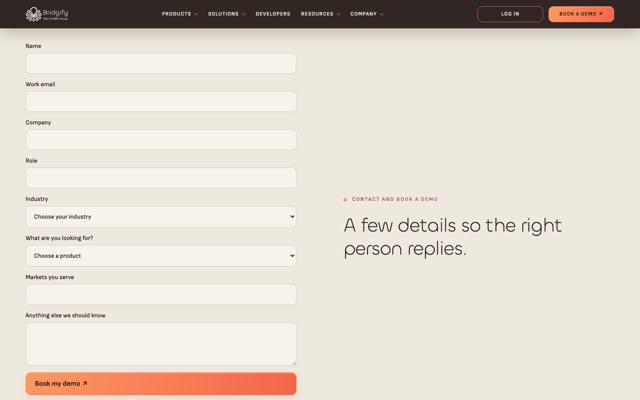 Bridgify
PRODUCTS
SOLUTIONS
DEVELOPERS
RESOURCES
COMPANY
LOG IN
BOOK A DEMO ↗
Name
Work email
Company
Role
Industry
Choose your industry
What are you looking for?
Choose a product
Markets you serve
Anything else we should know
Book my demo ↗
CONTACT AND BOOK A DEMO
A few details so the right
person replies.